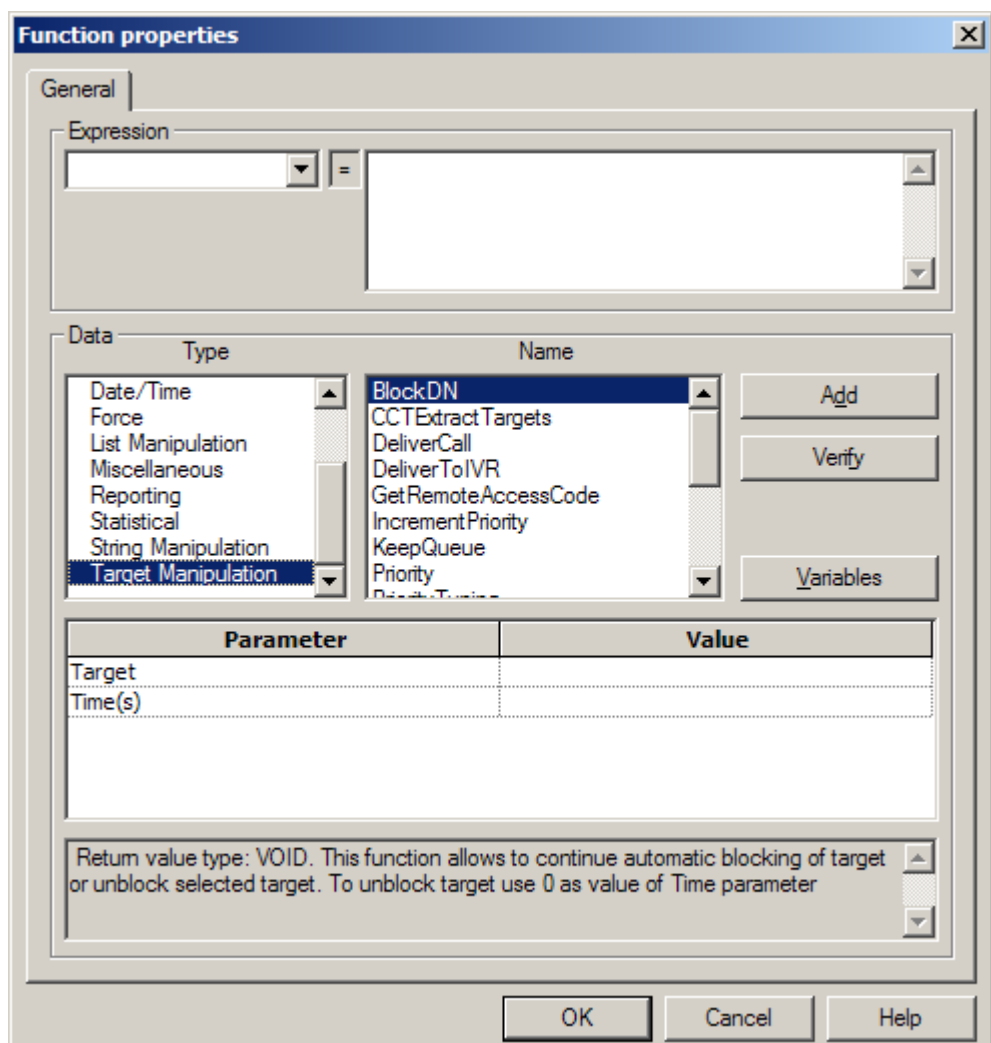 Function properties
General
Expression
=
Data
Type
Name
Date/Time
Force
List Manipulation
Miscellaneous
Reporting
Statistical
String Manipulation
Target Manipulation
BlockDN
CCTExtractTargets
DeliverCall
DeliverToIVR
GetRemoteAccessCode
IncrementPriority
KeepQueue
Priority
PriorityTuning
Add
Verify
Variables
Parameter Value
Target
Time(s)
Return value type: VOID. This function allows to continue automatic blocking of target
or unblock selected target. To unblock target use 0 as value of Time parameter
OK Cancel Help